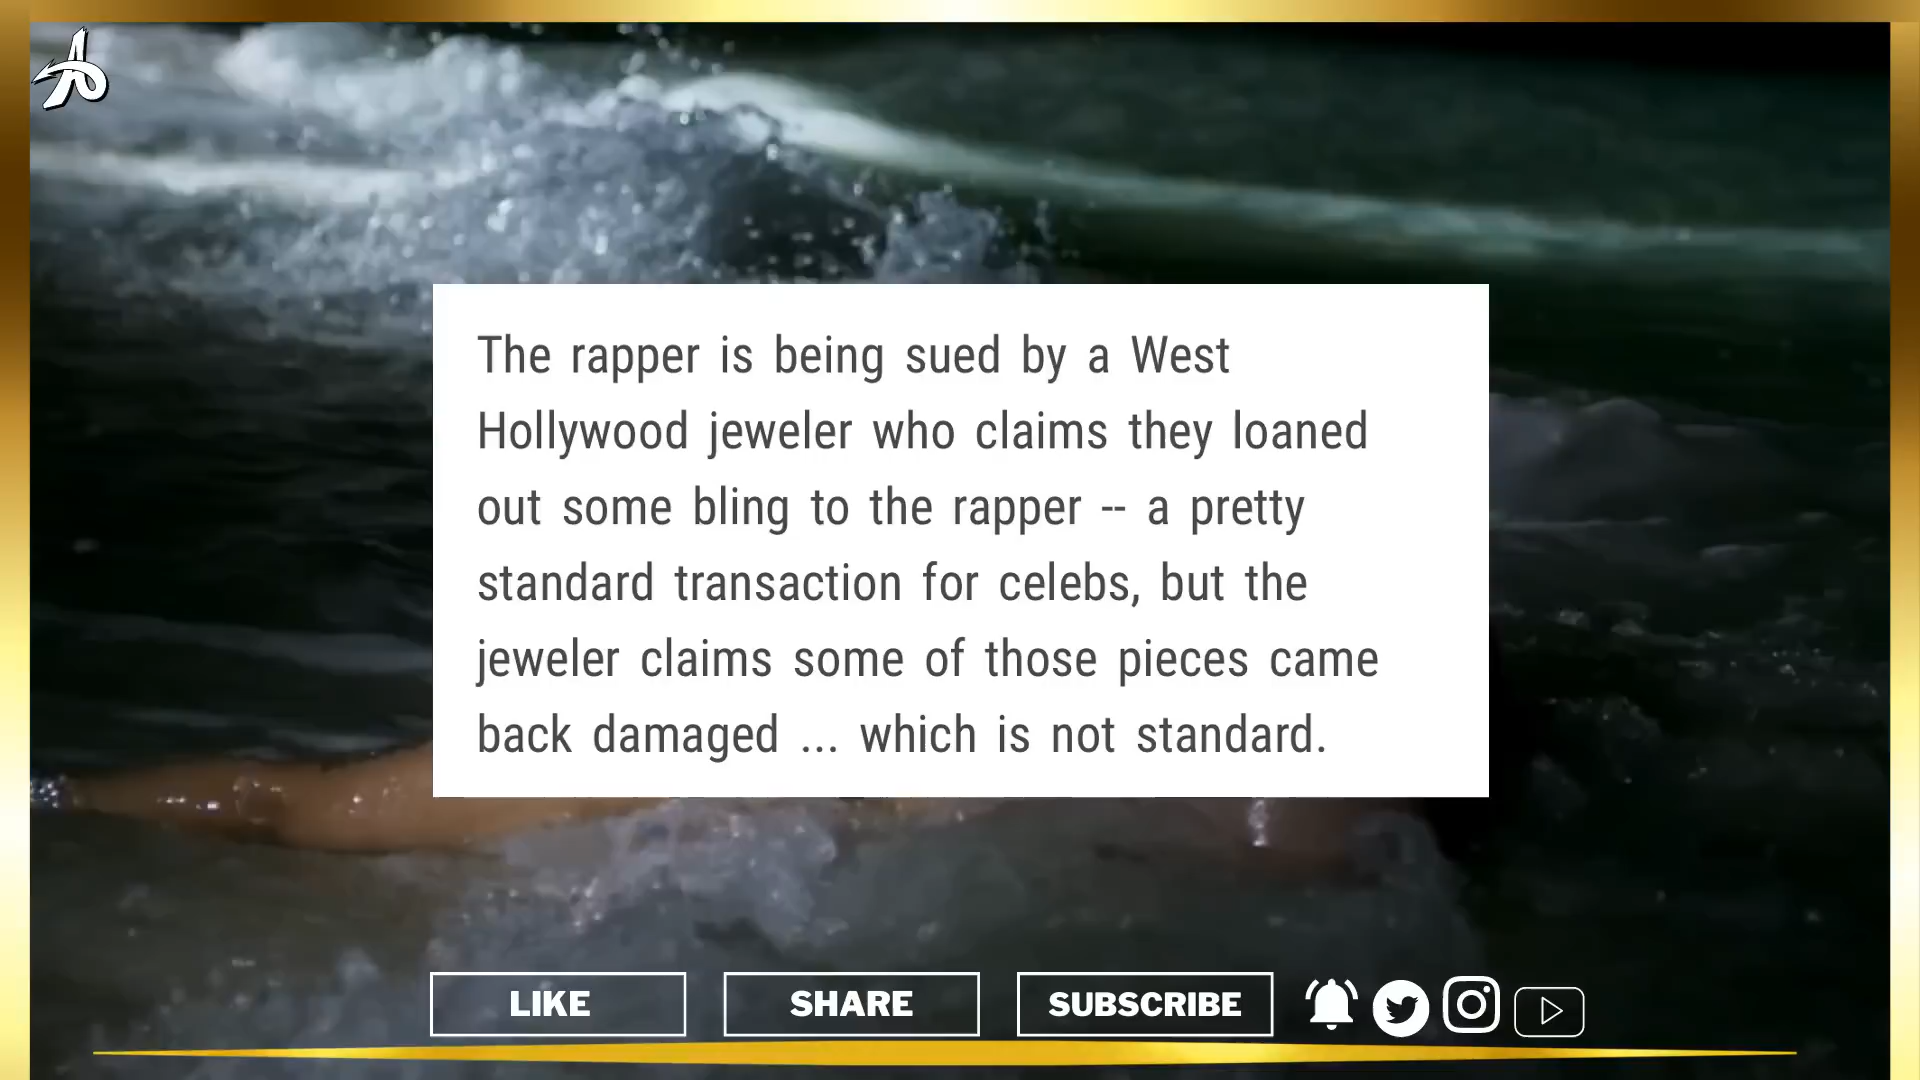 The rapper is being sued by a West
Hollywood jeweler who claims they loaned
out some bling to the rapper -- a pretty
standard transaction for celebs, but the
jeweler claims some of those pieces came
back damaged ... which is not standard.
LIKE
SHARE
SUBSCRIBE